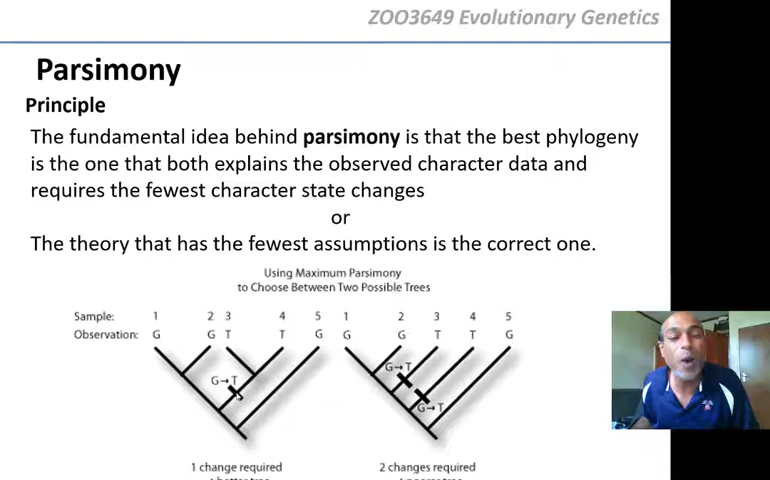 ZOO3649 Evolutionary Genetics
Parsimony
Principle
The fundamental idea behind parsimony is that the best phylogeny
is the one that both explains the observed character data and
requires the fewest character state changes
or
The theory that has the fewest assumptions is the correct one.
Using Maximum Parsimony
to Choose Between Two Possible Trees
Sample: 1 2 3 4 5 1 2 3 4 5
Observation: G G T T G G G T T G
G→T
G→T
G→T
1 change required
2 changes required